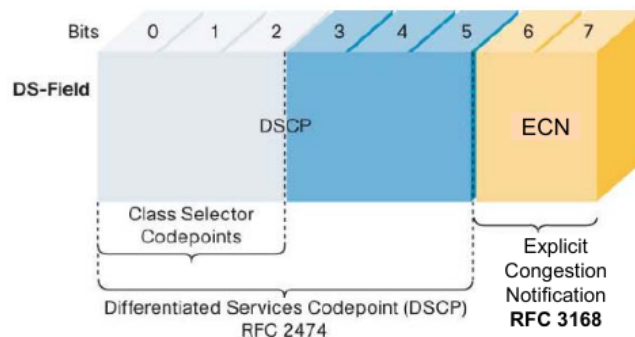 Bits 0 1 2 3 4 5 6 7
DS-Field
DSCP
ECN
Class Selector
Codepoints
Differentiated Services Codepoint (DSCP)
RFC 2474
Explicit
Congestion
Notification
RFC 3168